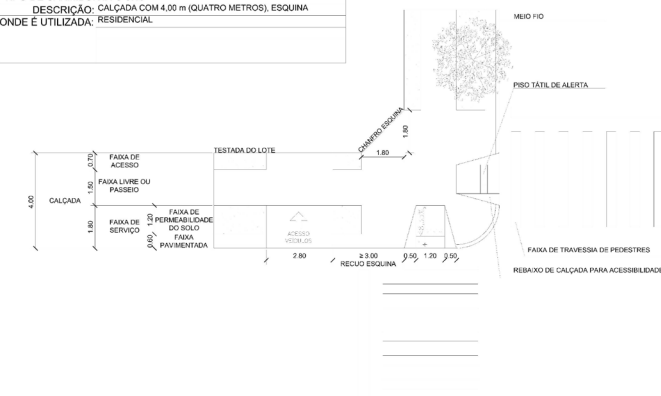 DESCRIÇÃO: CALÇADA COM 4,00 m (QUATRO METROS), ESQUINA
ONDE É UTILIZADA: RESIDENCIAL
MEIO FIO
PISO TÁTIL DE ALERTA
CHANFRO ESQUINA
1.80
1.80
TESTADA DO LOTE
4.00
CALÇADA
0.70
FAIXA DE
ACESSO
1.50
FAIXA LIVRE OU
PASSEIO
1.80
FAIXA DE
SERVIÇO
1.20
FAIXA DE
PERMEABILIDADE
DO SOLO
0.60
FAIXA
PAVIMENTADA
ACESSO
VEÍCULOS
2.80
≥ 3.00
RECUO ESQUINA
0.50
1.20
0.50
FAIXA DE TRAVESSIA DE PEDESTRES
REBAIXO DE CALÇADA PARA ACESSIBILIDADE